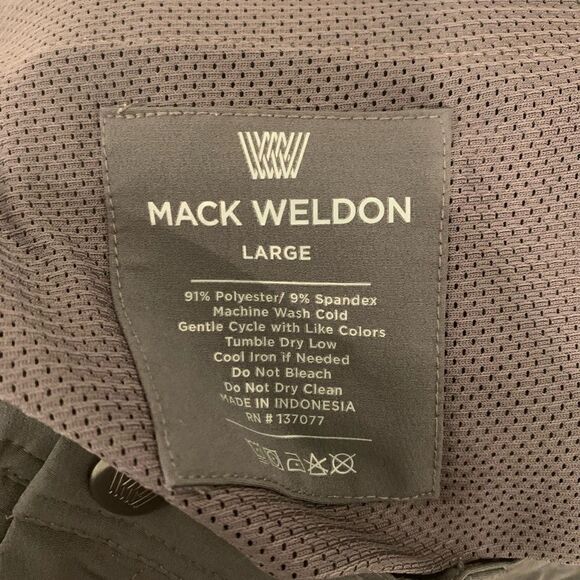 MACK WELDON
LARGE
91% Polyester/ 9% Spandex
Machine Wash Cold
Gentle Cycle with Like Colors
Tumble Dry Low
Cool Iron if Needed
Do Not Bleach
Do Not Dry Clean
MADE IN INDONESIA
RN # 137077